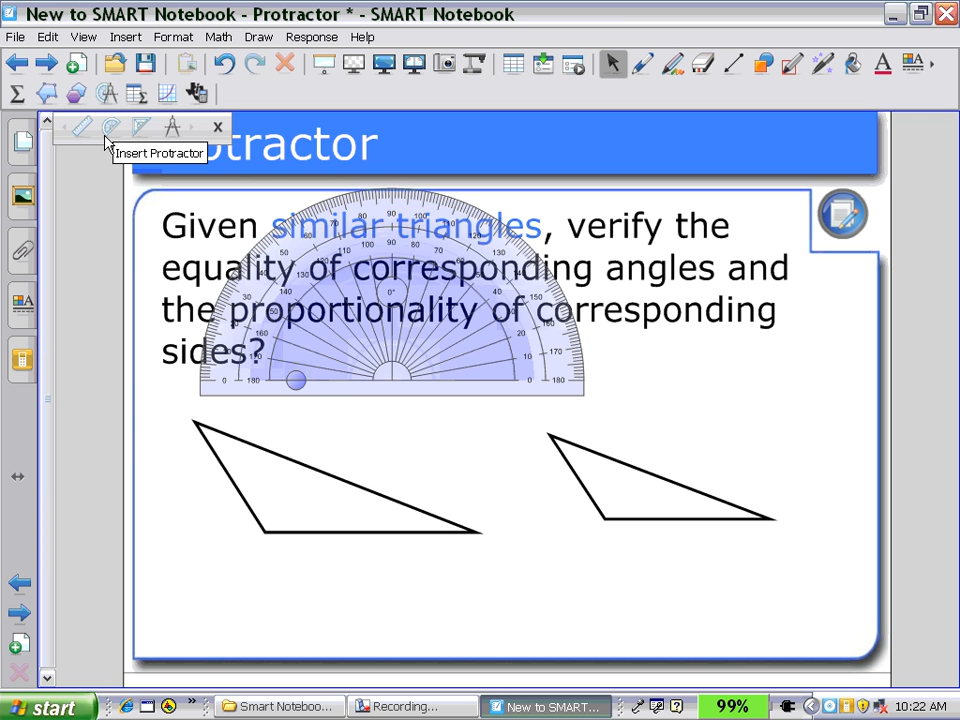 New to SMART Notebook - Protractor * - SMART Notebook
File Edit View Insert Format Math Draw Response Help
Insert Protractor
Given similar triangles, verify the
equality of corresponding angles and
the proportionality of corresponding
sides?
start
Smart Noteboo...
Recording...
New to SMART...
99%
10:22 AM